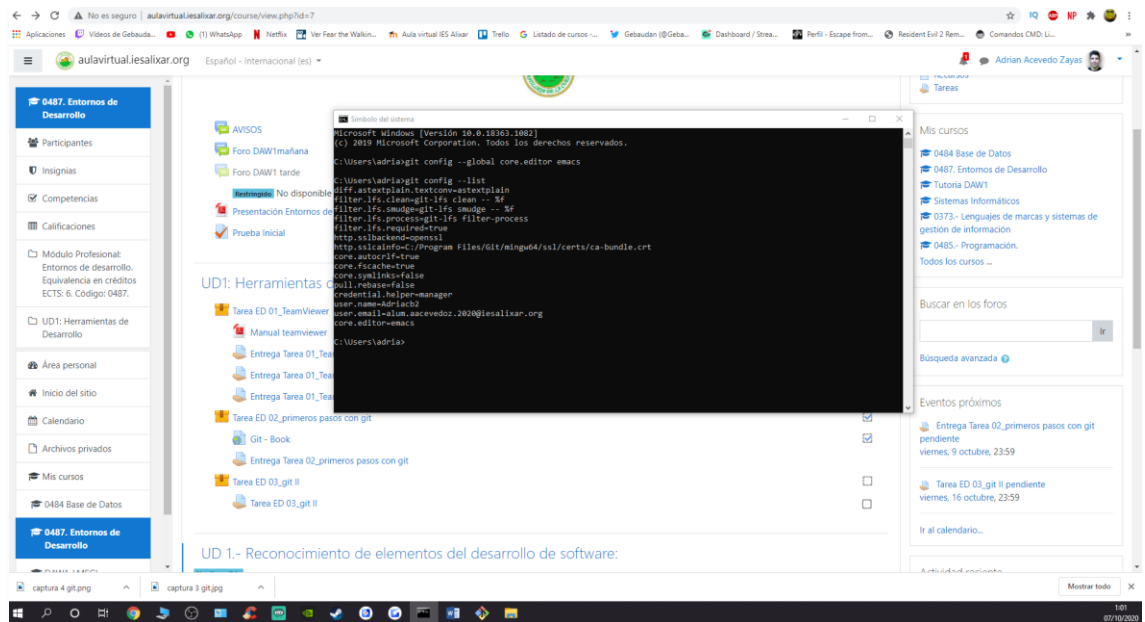 No es seguro | aulavirtual.iesalixar.org/course/view.php?id=7
Aplicaciones Vídeos de Gebauda... (1) WhatsApp Netflix Ver Fear the Walkin... Aula virtual IES Alixar Trello Listado de cursos -... Gebaudan (@Geba... Dashboard / Strea... Perfil - Escape from... Resident Evil 2 Rem... Comandos CMD: Li... »
aulavirtual.iesalixar.org Español - Internacional (es) Adrian Acevedo Zayas
0487. Entornos de
Desarrollo
Participantes
Insignias
Competencias
Calificaciones
Módulo Profesional:
Entornos de desarrollo.
Equivalencia en créditos
ECTS: 6. Código: 0487.
UD1: Herramientas de
Desarrollo
Área personal
Inicio del sitio
Calendario
Archivos privados
Mis cursos
0484 Base de Datos
0487. Entornos de
Desarrollo
AVISOS
Foro DAW1mañana
Foro DAW1 tarde
Restringido No disponible
Presentación Entornos de
Prueba Inicial
UD1: Herramientas
Tarea ED 01_TeamViewer
Manual teamviewer
Entrega Tarea 01_Tea
Entrega Tarea 01_Tea
Entrega Tarea 01_Tea
Tarea ED 02_primeros pasos con git
Git - Book
Entrega Tarea 02_primeros pasos con git
Tarea ED 03_git II
Tarea ED 03_git II
UD 1.- Reconocimiento de elementos del desarrollo de software:
Símbolo del sistema
Microsoft Windows [Versión 10.0.18363.1082]
(c) 2019 Microsoft Corporation. Todos los derechos reservados.
C:\Users\adria>git config --global core.editor emacs
C:\Users\adria>git config --list
diff.astextplain.textconv=astextplain
filter.lfs.clean=git-lfs clean -- %f
filter.lfs.smudge=git-lfs smudge -- %f
filter.lfs.process=git-lfs filter-process
filter.lfs.required=true
http.sslbackend=openssl
http.sslcainfo=C:/Program Files/Git/mingw64/ssl/certs/ca-bundle.crt
core.autocrlf=true
core.fscache=true
core.symlinks=false
pull.rebase=false
credential.helper=manager
user.name=Adriacb2
user.email=alum.aacevedoz.2020@iesalixar.org
core.editor=emacs
C:\Users\adria>
Recursos
Tareas
Mis cursos
0484 Base de Datos
0487. Entornos de Desarrollo
Tutoria DAW1
Sistemas Informáticos
0373.- Lenguajes de marcas y sistemas de
gestión de información
0485.- Programación.
Todos los cursos ...
Buscar en los foros
Ir
Búsqueda avanzada
Eventos próximos
Entrega Tarea 02_primeros pasos con git
pendiente
viernes, 9 octubre, 23:59
Tarea ED 03_git II pendiente
viernes, 16 octubre, 23:59
Ir al calendario...
Actividad reciente
captura 4 git.png
captura 3 git.jpg
Mostrar todo
1:01
07/10/2020